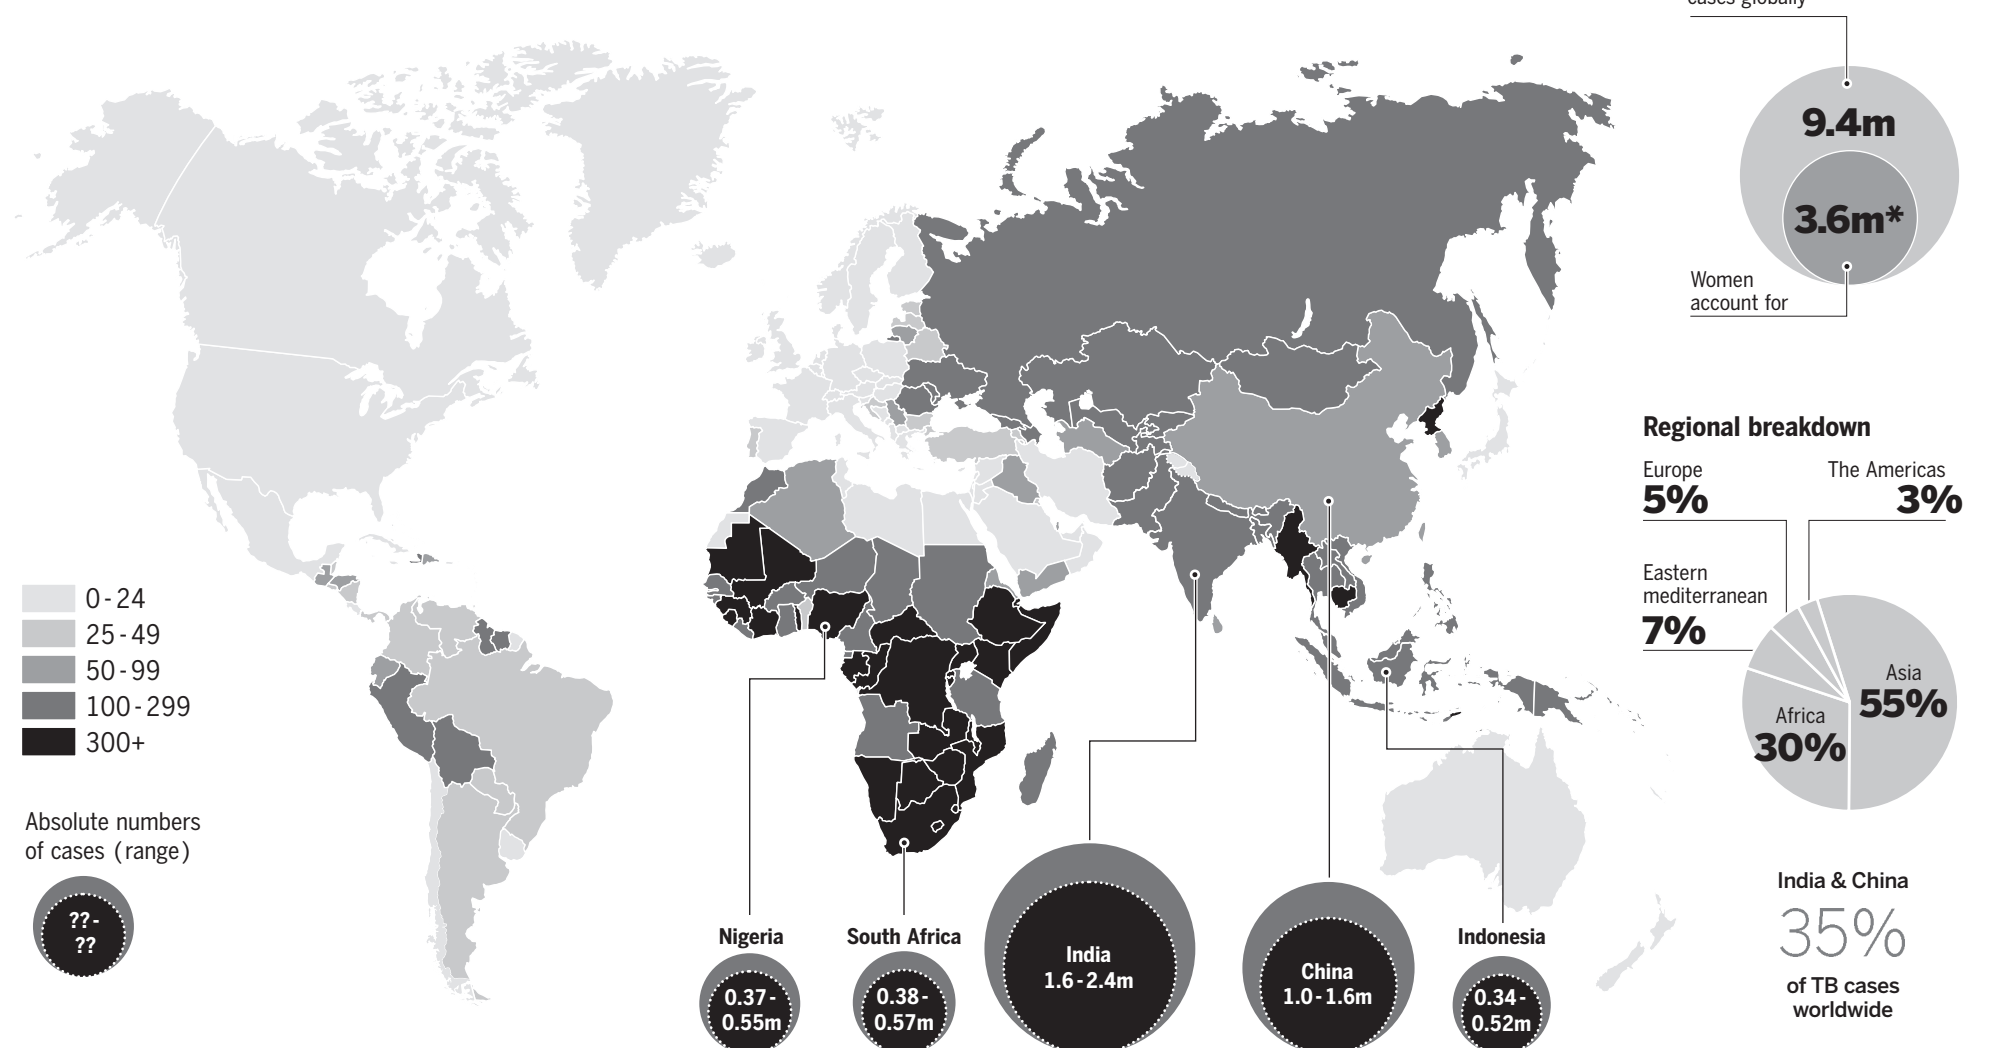 cases globally
9.4m
3.6m*
Women
account for
Regional breakdown
Europe
5%
The Americas
3%
Eastern
mediterranean
7%
Asia
55%
Africa
30%
India & China
35%
of TB cases
worldwide
0-24
25-49
50-99
100-299
300+
Absolute numbers
of cases (range)
??-
??
Nigeria
0.37-
0.55m
South Africa
0.38-
0.57m
India
1.6-2.4m
China
1.0-1.6m
Indonesia
0.34-
0.52m